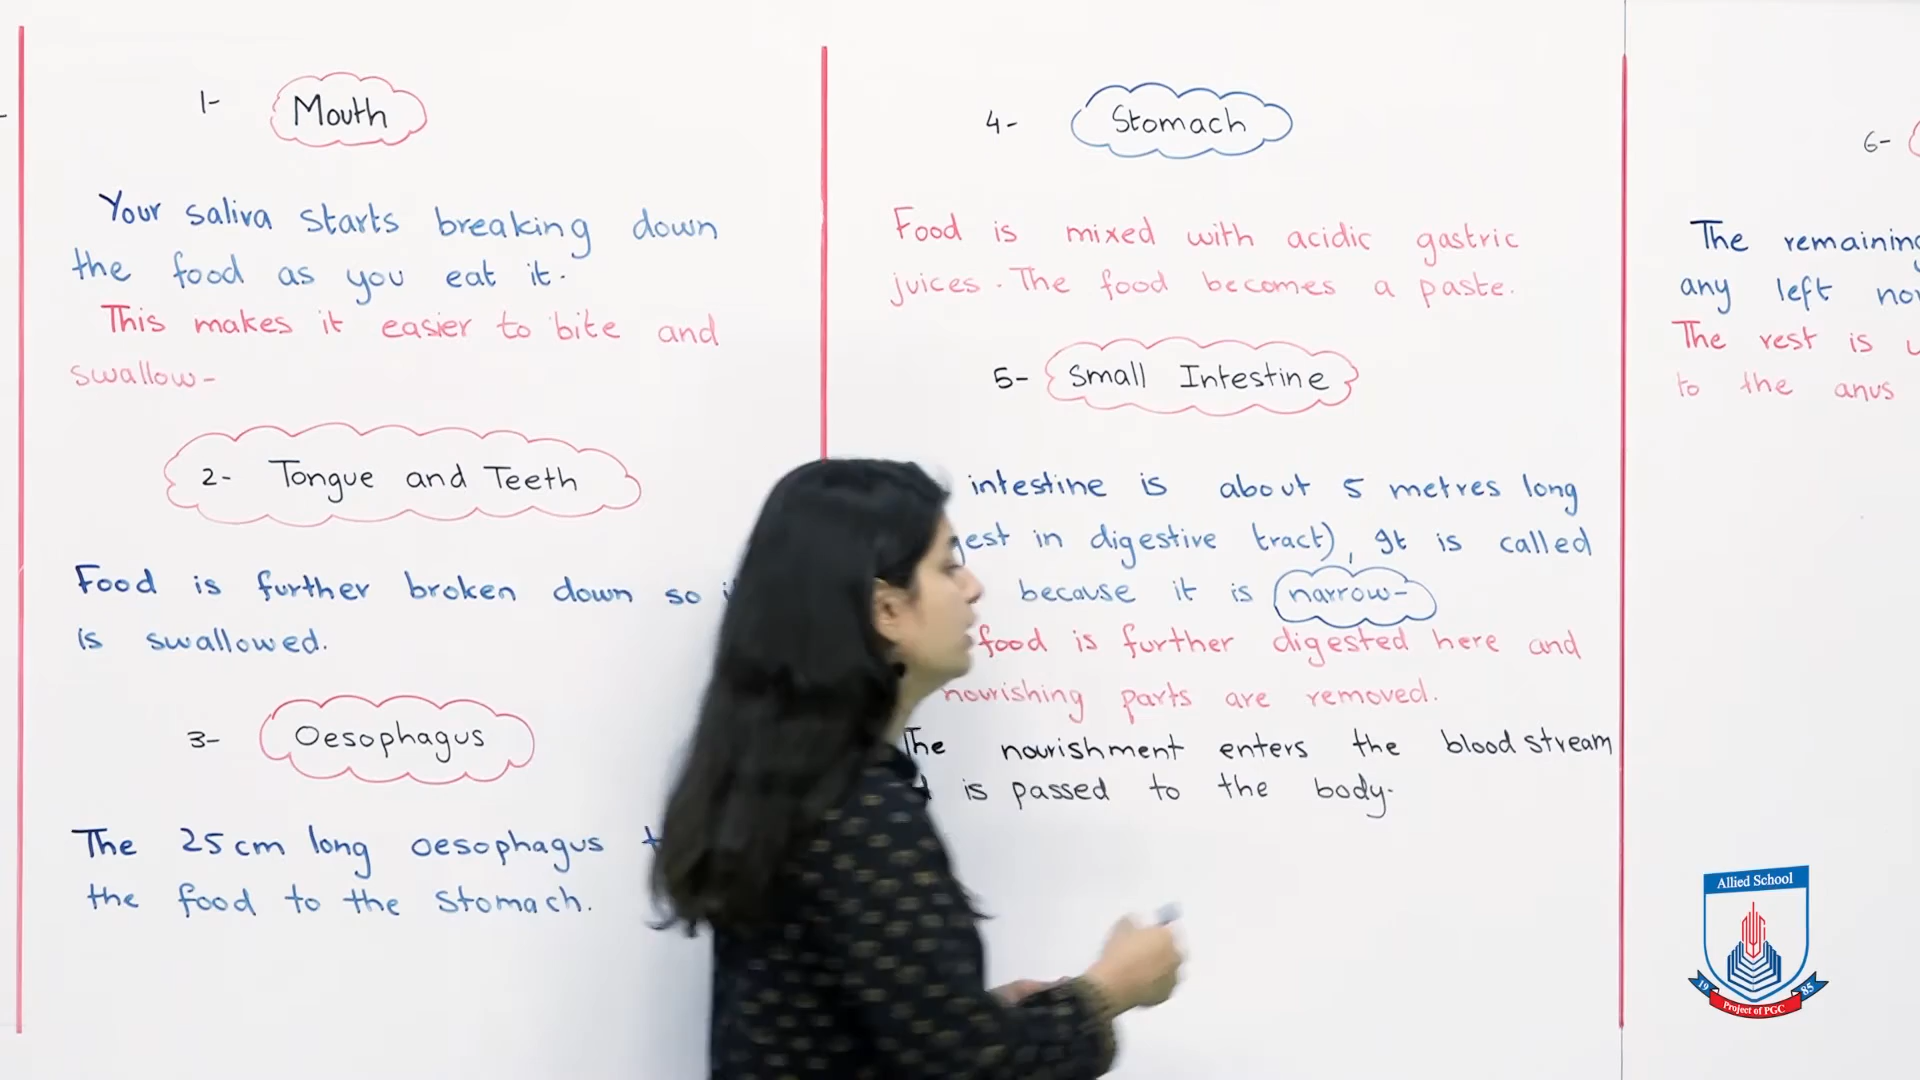 1- Mouth
Your saliva starts breaking down
the food as you eat it.
This makes it easier to bite and
swallow-
2- Tongue and Teeth
Food is further broken down so
is swallowed.
3- Oesophagus
The 25cm long oesophagus
the food to the stomach.
4- Stomach
Food is mixed with acidic gastric
juices. The food becomes a paste.
5- Small Intestine
intestine is about 5 metres long
in digestive tract), It is called
because it is narrow-
food is further digested here and
nourishing parts are removed.
The nourishment enters the blood stream
is passed to the body.
6-
The remaining
any left
The rest is
to the anus
Allied School
19 85
Project of PGC